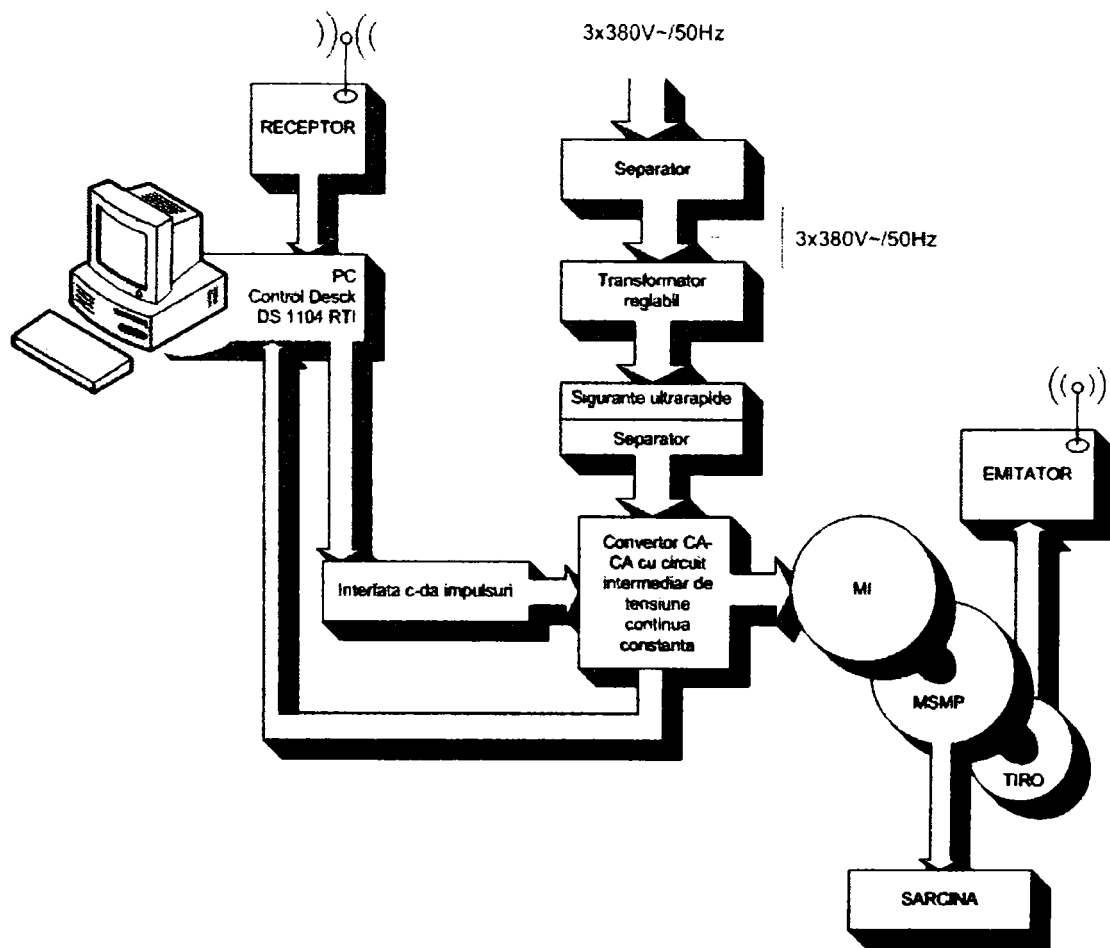 3x380V~/50Hz
RECEPTOR
Separator
3x380V~/50Hz
PC
Control Desck
DS 1104 RTI
Transformator
reglabil
Sigurante ultrarapide
Separator
EMITATOR
Convertor CA-
CA cu circuit
intermediar de
tensiune
continua
constanta
Interfata c-da impulsuri
MI
MSMP
TIRO
SARCINA